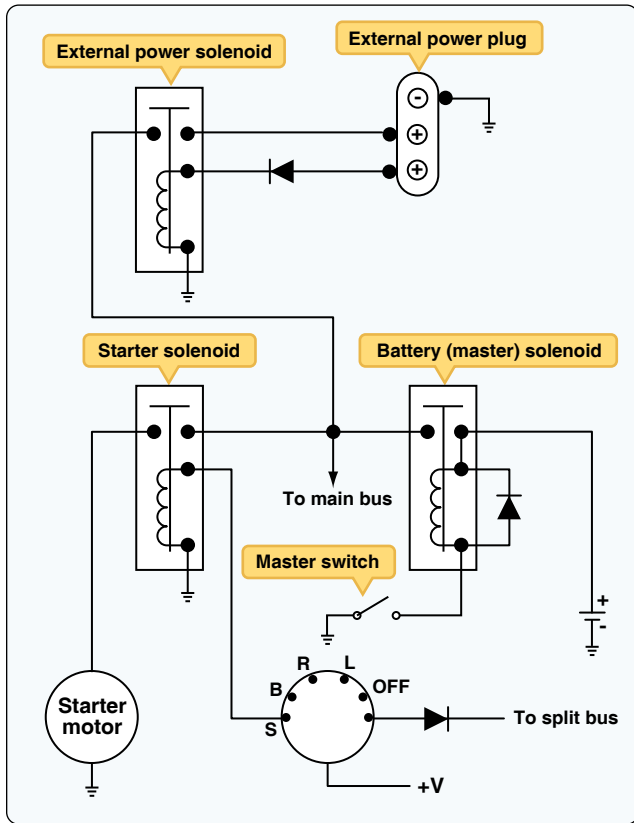 External power solenoid
External power plug
-
+
+
Starter solenoid
Battery (master) solenoid
To main bus
Master switch
+
-
R
L
B
OFF
S
Starter
motor
To split bus
+V